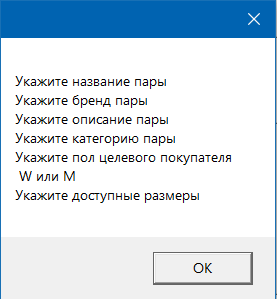 Укажите название пары
Укажите бренд пары
Укажите описание пары
Укажите категорию пары
Укажите пол целевого покупателя
W или M
Укажите доступные размеры
OK